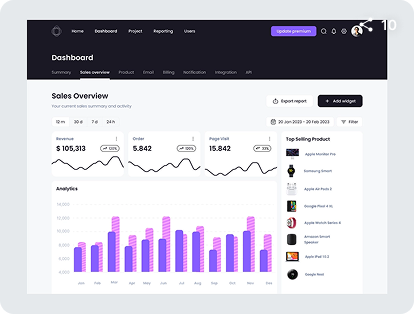 10
Home Dashboard Project Reporting Users Update premium
Dashboard
Summary Sales overview Product Email Billing Notification Integration API
Sales Overview
Your current sales summary and activity
Export report + Add widget
12 m 30 d 7 d 24 h
20 Jan 2023 - 20 Feb 2023 Filter
Revenue
$ 105,313
Order
5.842
Page Visit
15.842
Top Selling Product
Apple Monitor Pro
Samsung Smart
Apple Air Pods 2
Google Pixel 4 XL
Apple Watch Series 6
Amazon Smart
Speaker
Apple iPad 10.2
Google Nest
Analytics
Jan Feb Mar Apr May Jun Jul Aug Sep Oct Nov Des